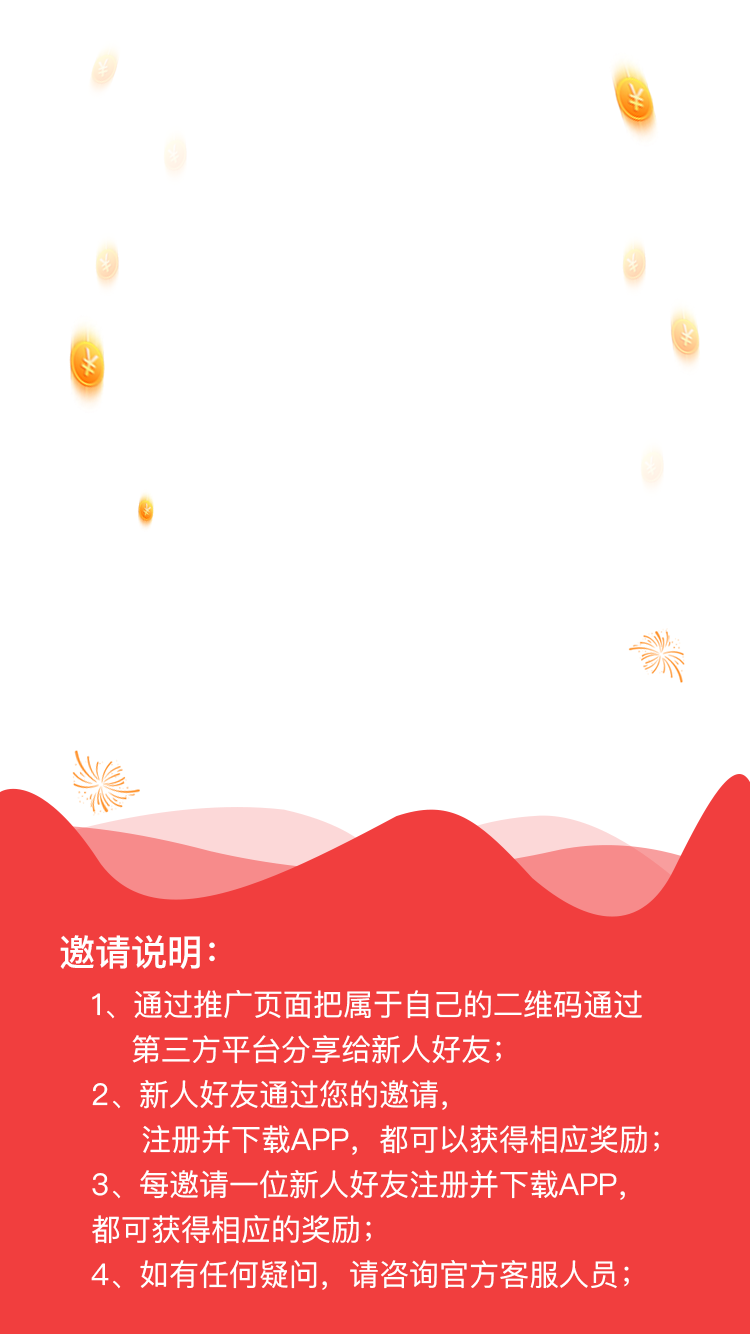 邀请说明：
1、通过推广页面把属于自己的二维码通过
第三方平台分享给新人好友；
2、新人好友通过您的邀请，
注册并下载APP，都可以获得相应奖励；
3、每邀请一位新人好友注册并下载APP，
都可获得相应的奖励；
4、如有任何疑问，请咨询官方客服人员；